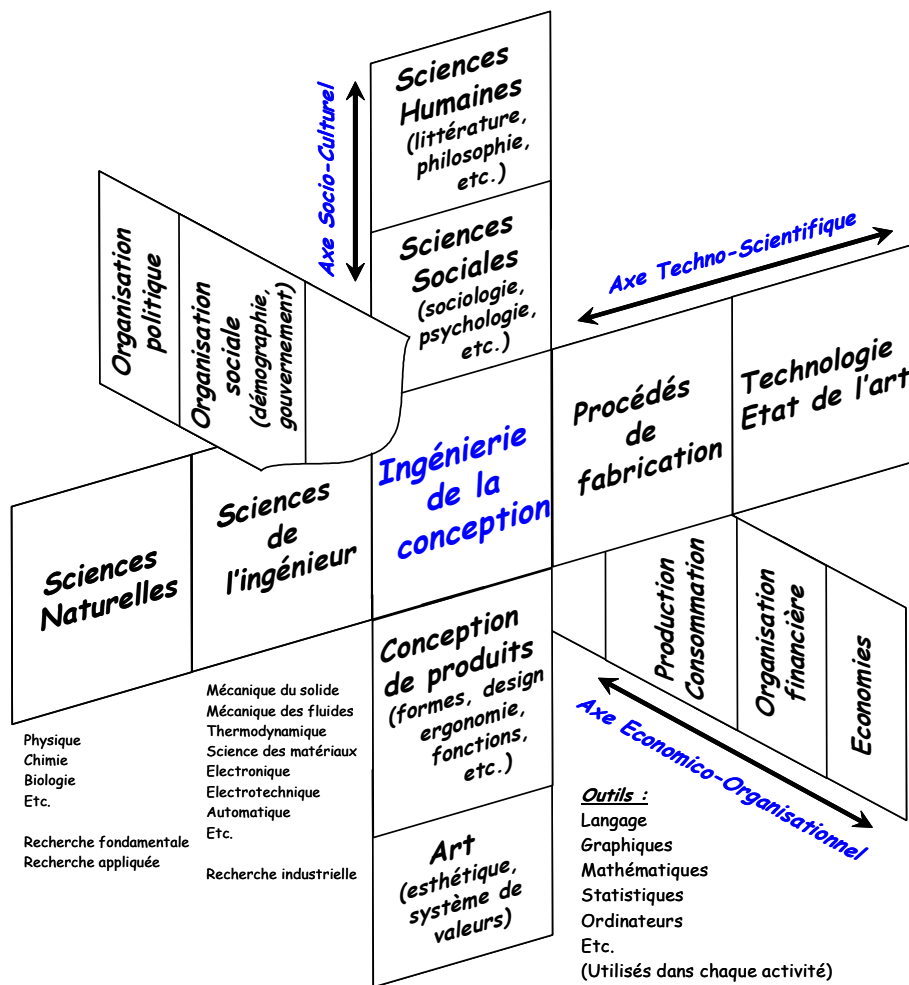 Sciences
Humaines
(littérature,
philosophie,
etc.)
Axe Socio-Culturel
Sciences
Sociales
(sociologie,
psychologie,
etc.)
Axe Techno-Scientifique
Organisation
politique
Organisation
sociale
(démographie,
gouvernement)
Technologie
Etat de l'art
Procédés
de
fabrication
Ingénierie
de la
conception
Sciences
de
l'ingénieur
Sciences
Naturelles
Production
Consommation
Organisation
financière
Economies
Conception
de produits
(formes, design
ergonomie,
fonctions,
etc.)
Axe Economico-Organisationnel
Physique
Chimie
Biologie
Etc.
Recherche fondamentale
Recherche appliquée
Mécanique du solide
Mécanique des fluides
Thermodynamique
Science des matériaux
Electronique
Electrotechnique
Automatique
Etc.
Recherche industrielle
Art
(esthétique,
système de
valeurs)
Outils :
Langage
Graphiques
Mathématiques
Statistiques
Ordinateurs
Etc.
(Utilisés dans chaque activité)